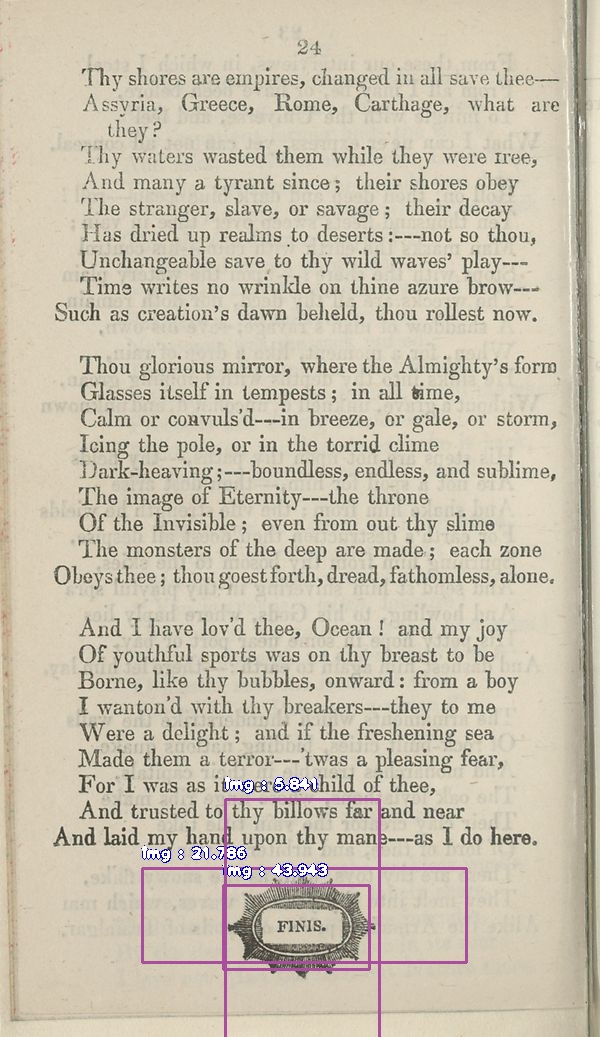 24
Thy shores are empires, changed in all save thee—
Assyria, Greece, Rome, Carthage, what are
they?
Thy waters wasted them while they were free,
And many a tyrant since; their shores obey
The stranger, slave, or savage; their decay
Has dried up realms to deserts:---not so thou,
Unchangeable save to thy wild waves' play---
Time writes no wrinkle on thine azure brow---
Such as creation's dawn beheld, thou rollest now.
Thou glorious mirror, where the Almighty's form
Glasses itself in tempests; in all time,
Calm or convuls'd---in breeze, or gale, or storm,
Icing the pole, or in the torrid clime
Dark-heaving;---boundless, endless, and sublime,
The image of Eternity---the throne
Of the Invisible; even from out thy slime
The monsters of the deep are made; each zone
Obeys thee; thou goest forth, dread, fathomless, alone.
And I have lov'd thee, Ocean! and my joy
Of youthful sports was on thy breast to be
Borne, like thy bubbles, onward: from a boy
I wanton'd with thy breakers---they to me
Were a delight; and if the freshening sea
Made them a terror---'twas a pleasing fear,
For I was as it were a child of thee,
img : 5.841
And trusted to thy billows far and near
And laid my hand upon thy mane---as I do here.
img : 21.786
img : 43.943
FINIS.